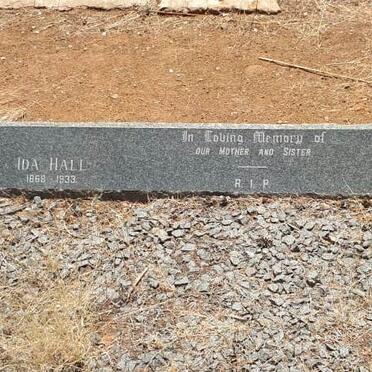 IDA HALL
1868 - 1933
In Loving Memory of
OUR MOTHER AND SISTER
R.I.P.